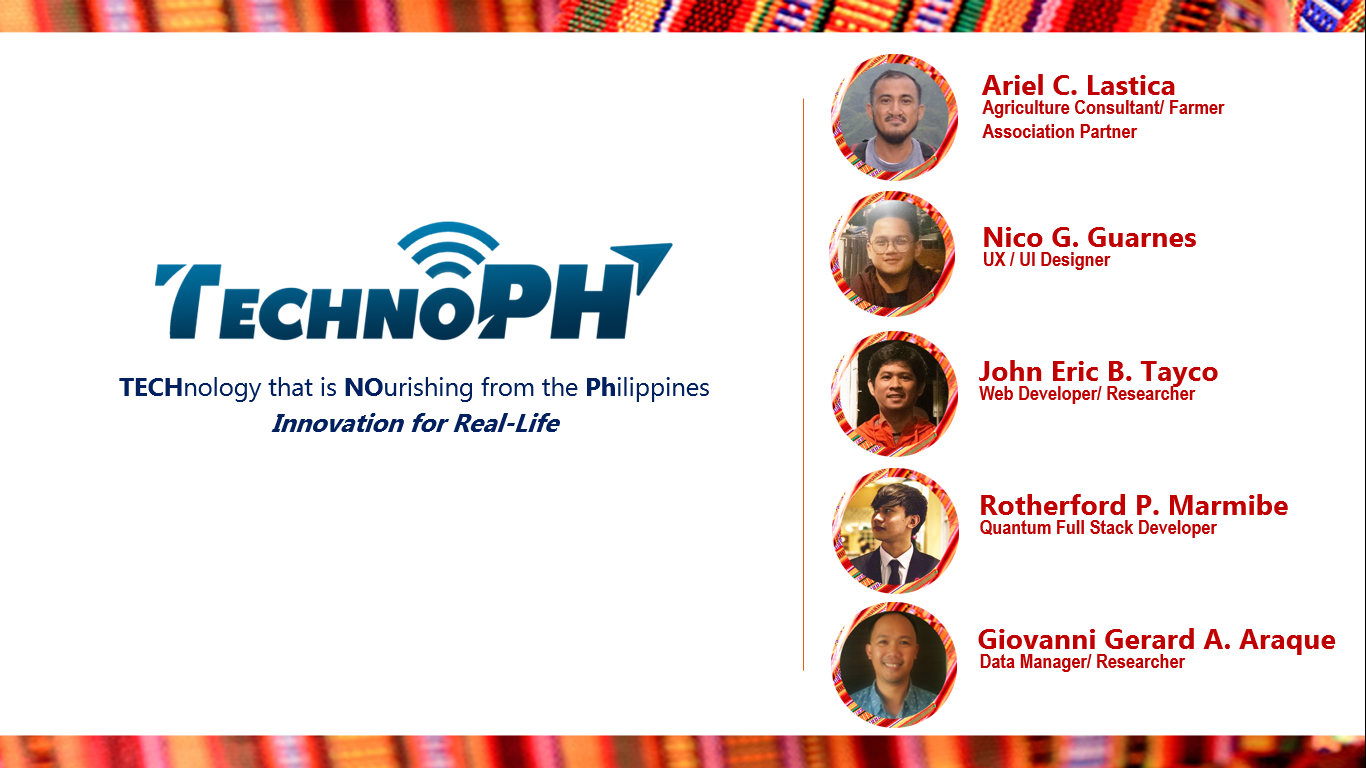 TECHNOPH
TECHnology that is NOurishing from the Philippines
Innovation for Real-Life
Ariel C. Lastica
Agriculture Consultant/ Farmer
Association Partner
Nico G. Guarnes
UX / UI Designer
John Eric B. Tayco
Web Developer/ Researcher
Rotherford P. Marmibe
Quantum Full Stack Developer
Giovanni Gerard A. Araque
Data Manager/ Researcher